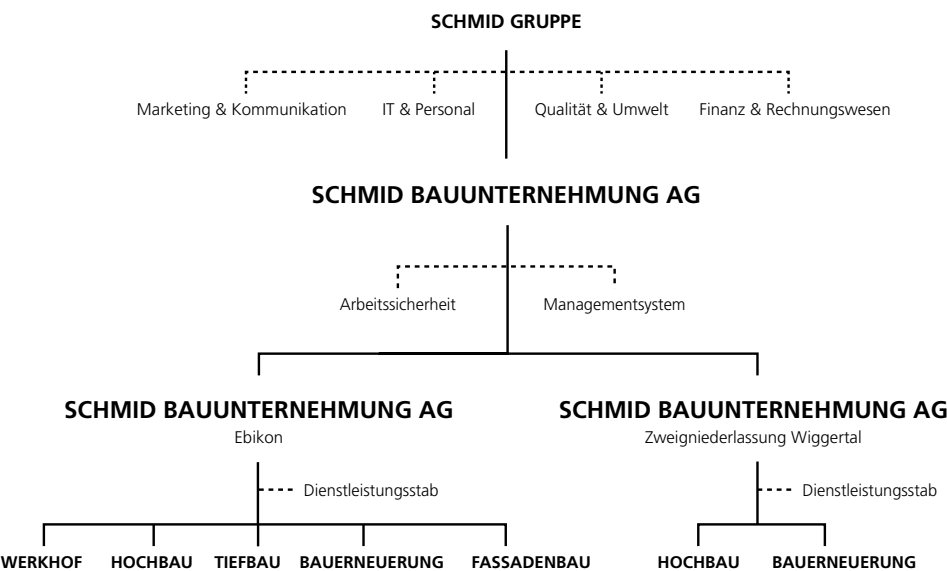 SCHMID GRUPPE
Marketing & Kommunikation IT & Personal Qualität & Umwelt Finanz & Rechnungswesen
SCHMID BAUUNTERNEHMUNG AG
Arbeitssicherheit Managementsystem
SCHMID BAUUNTERNEHMUNG AG SCHMID BAUUNTERNEHMUNG AG
Ebikon Zweigniederlassung Wiggertal
Dienstleistungsstab Dienstleistungsstab
WERKHOF HOCHBAU TIEFBAU BAUERNEUERUNG FASSADENBAU HOCHBAU BAUERNEUERUNG